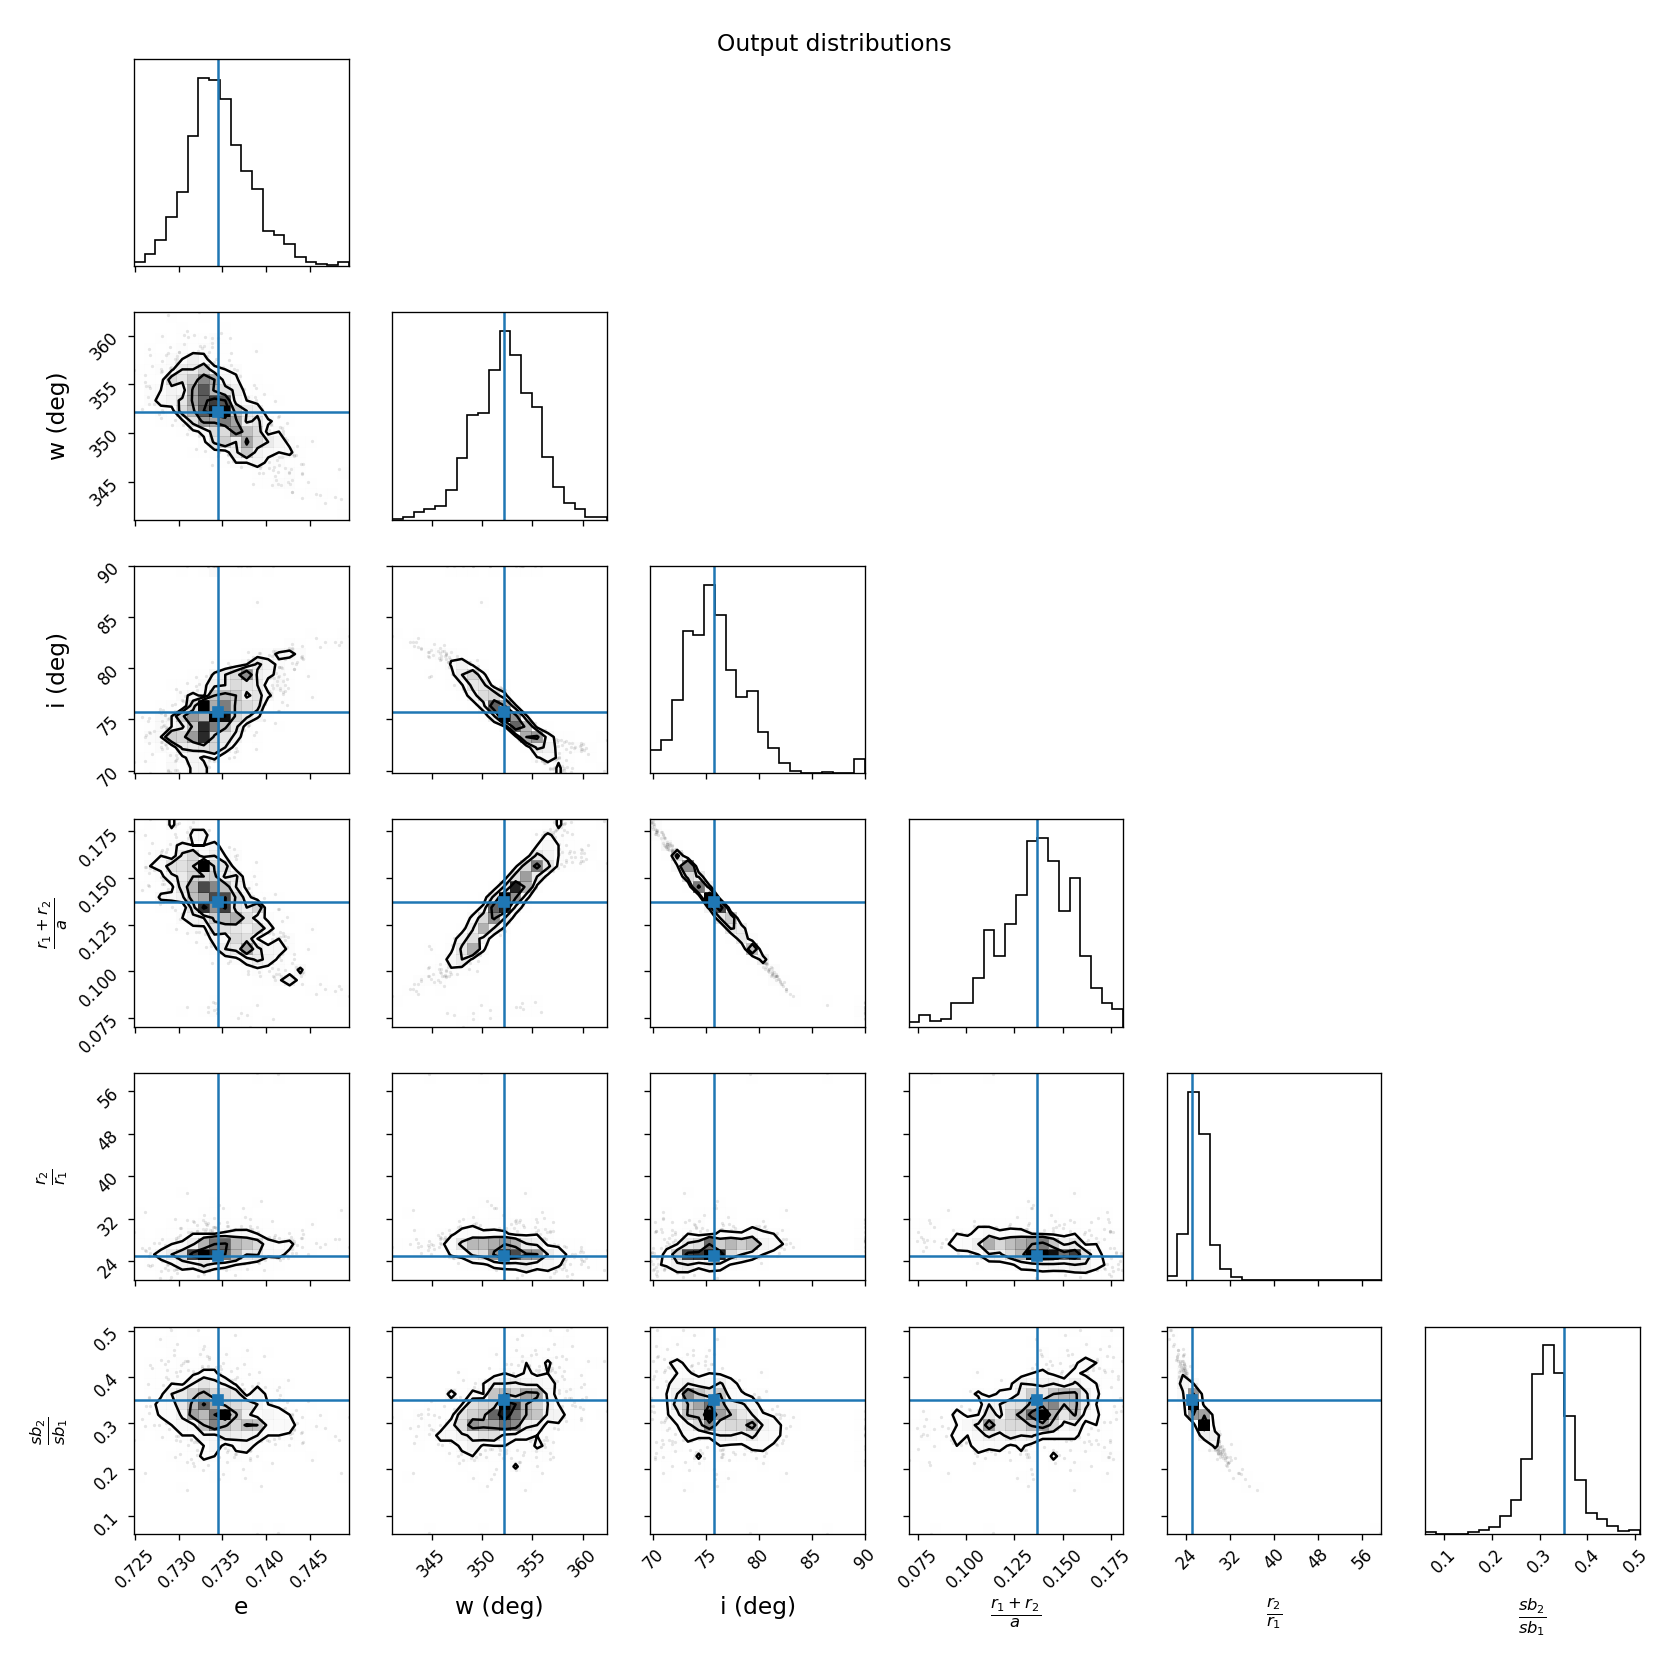 Output distributions
w (deg)
360
355
350
345
i (deg)
90
85
80
75
70
r₁ + r₂
a
0.175
0.150
0.125
0.100
0.075
r₂
r₁
56
48
40
32
24
sb₂
sb₁
0.5
0.4
0.3
0.2
0.1
0.725 0.730 0.735 0.740 0.745
345 350 355 360
70 75 80 85 90
0.075 0.100 0.125 0.150 0.175
24 32 40 48 56
0.1 0.2 0.3 0.4 0.5
e
w (deg)
i (deg)
r₁ + r₂
a
r₂
r₁
sb₂
sb₁